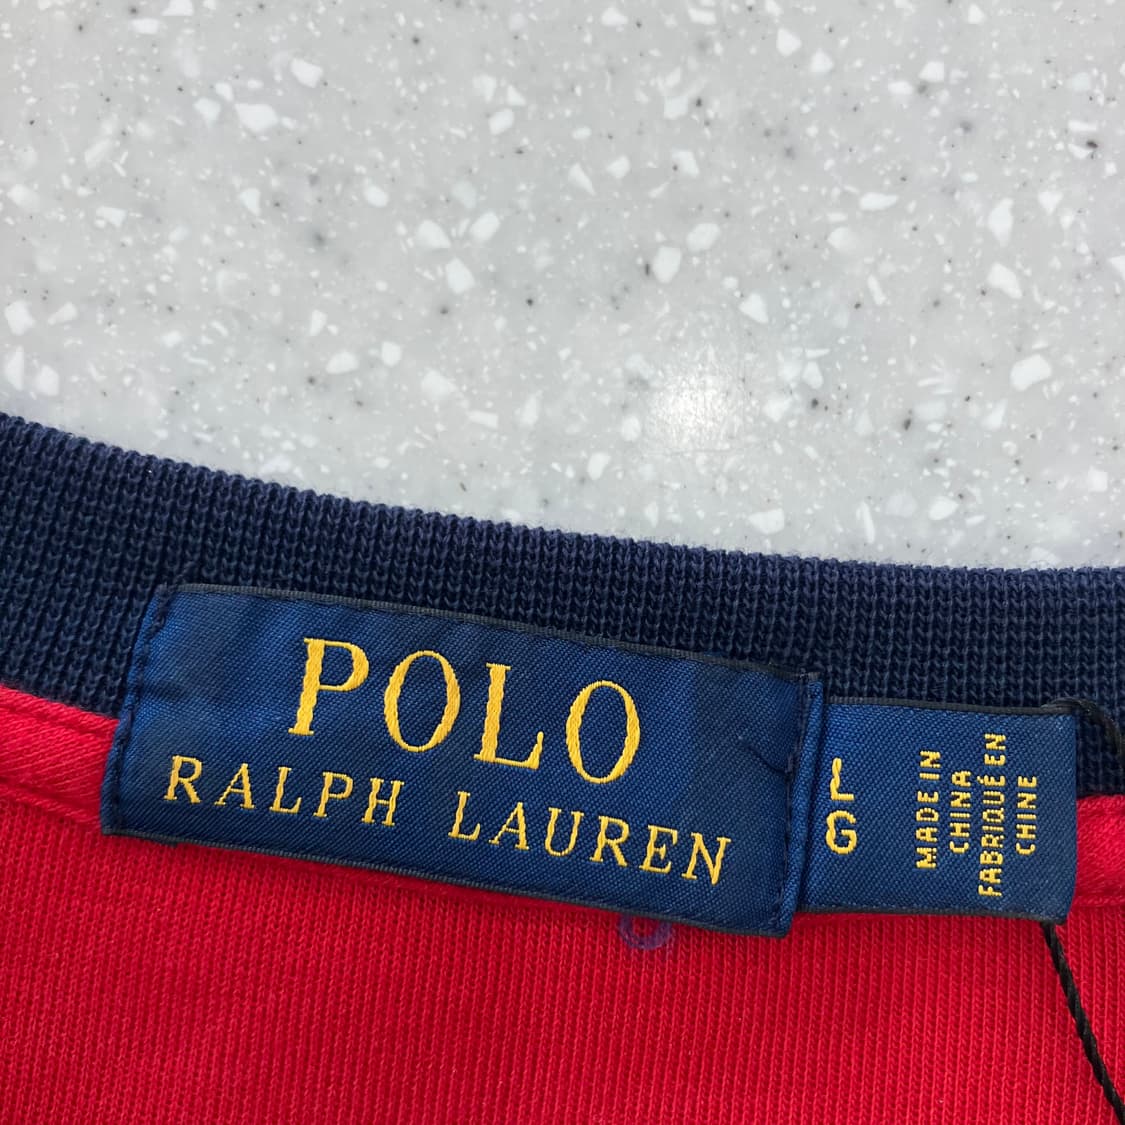 POLO
RALPH LAUREN
L
G
MADE IN
CHINA
FABRIQUÉ EN
CHINE